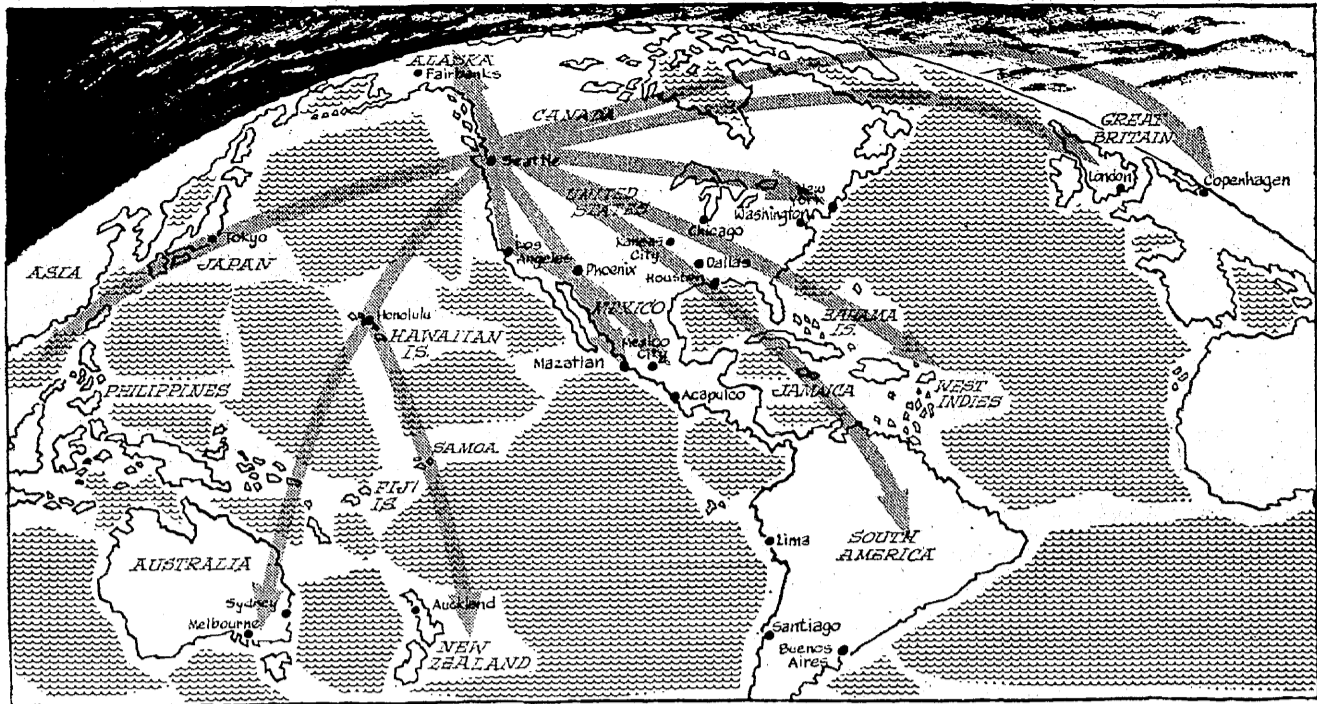 ALASKA
Fairbanks
CANADA
GREAT
BRITAIN
Seattle
London
Copenhagen
UNITED
STATES
New
York
Washington
Chicago
Tokyo
JAPAN
ASIA
Los
Angeles
Kansas
City
Phoenix
Dallas
Houston
Honolulu
HAWAIIAN
IS.
MEXICO
Mexico
City
BAHAMA
IS.
Mazatlan
PHILIPPINES
Acapulco
JAMAICA
WEST
INDIES
SAMOA
FIJI
IS.
AUSTRALIA
Lima
SOUTH
AMERICA
Sydney
Auckland
Melbourne
NEW
ZEALAND
Santiago
Buenos
Aires